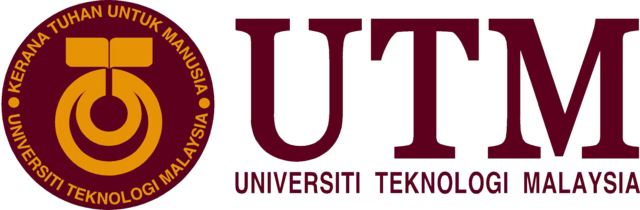 KERANA TUHAN UNTUK MANUSIA
UNIVERSITI TEKNOLOGI MALAYSIA
UTM
UNIVERSITI TEKNOLOGI MALAYSIA